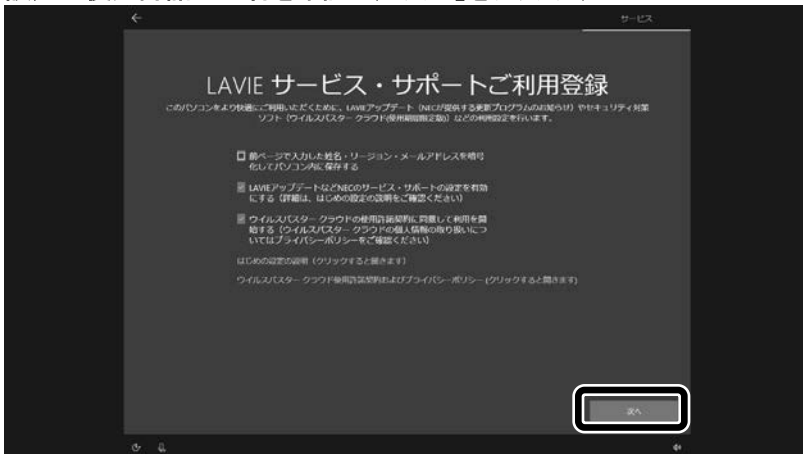 サービス
LAVIE サービス・サポートご利用登録
このパソコンをより快適にご利用いただくために、LAVIEアップデート（NECが提供する更新プログラムのお知らせ）やセキュリティ対策
ソフト（ウイルスバスター クラウド使用期間限定版）などの利用設定を行います。
前ページで入力した姓名・リージョン・メールアドレスを暗号
化してパソコン内に保存する
LAVIEアップデートなどNECのサービス・サポートの設定を有効
にする（詳細は、はじめの設定の説明をご確認ください）
ウイルスバスター クラウドの使用許諾契約に同意して利用を開
始する（ウイルスバスター クラウドの個人情報の取り扱いにつ
いてはプライバシーポリシーをご確認ください）
はじめの設定の説明（クリックすると開きます）
ウイルスバスター クラウド使用許諾契約およびプライバシーポリシー（クリックすると開きます）
次へ